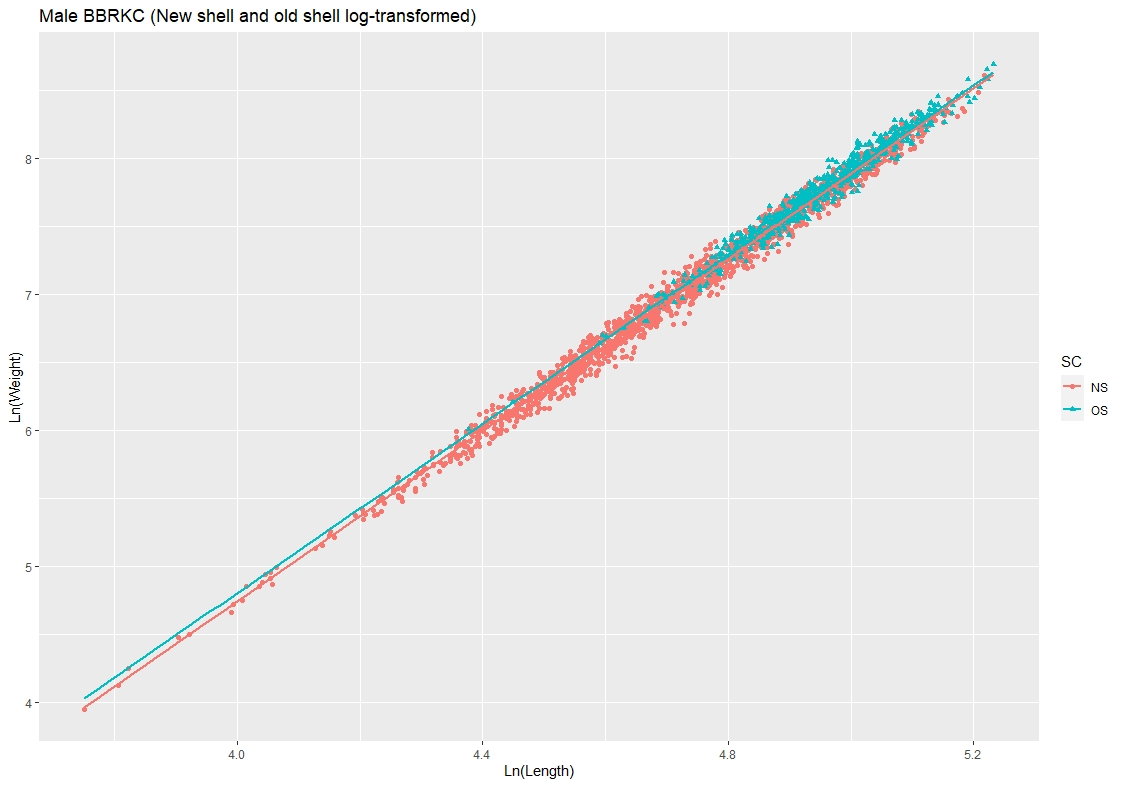 Male BBRKC (New shell and old shell log-transformed)
8
7
6
5
4
Ln(Weight)
4.0
4.4
4.8
5.2
Ln(Length)
SC
NS
OS